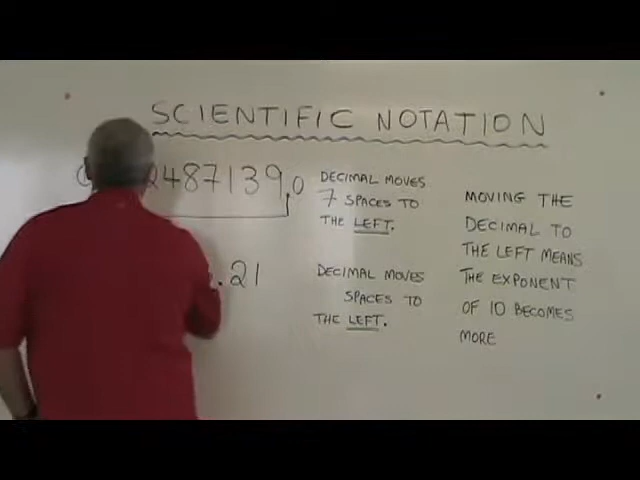 SCIENTIFIC NOTATION
2487139.0
.21
DECIMAL MOVES
7 SPACES TO
THE LEFT.
DECIMAL MOVES
SPACES TO
THE LEFT.
MOVING THE
DECIMAL TO
THE LEFT MEANS
THE EXPONENT
OF 10 BECOMES
MORE